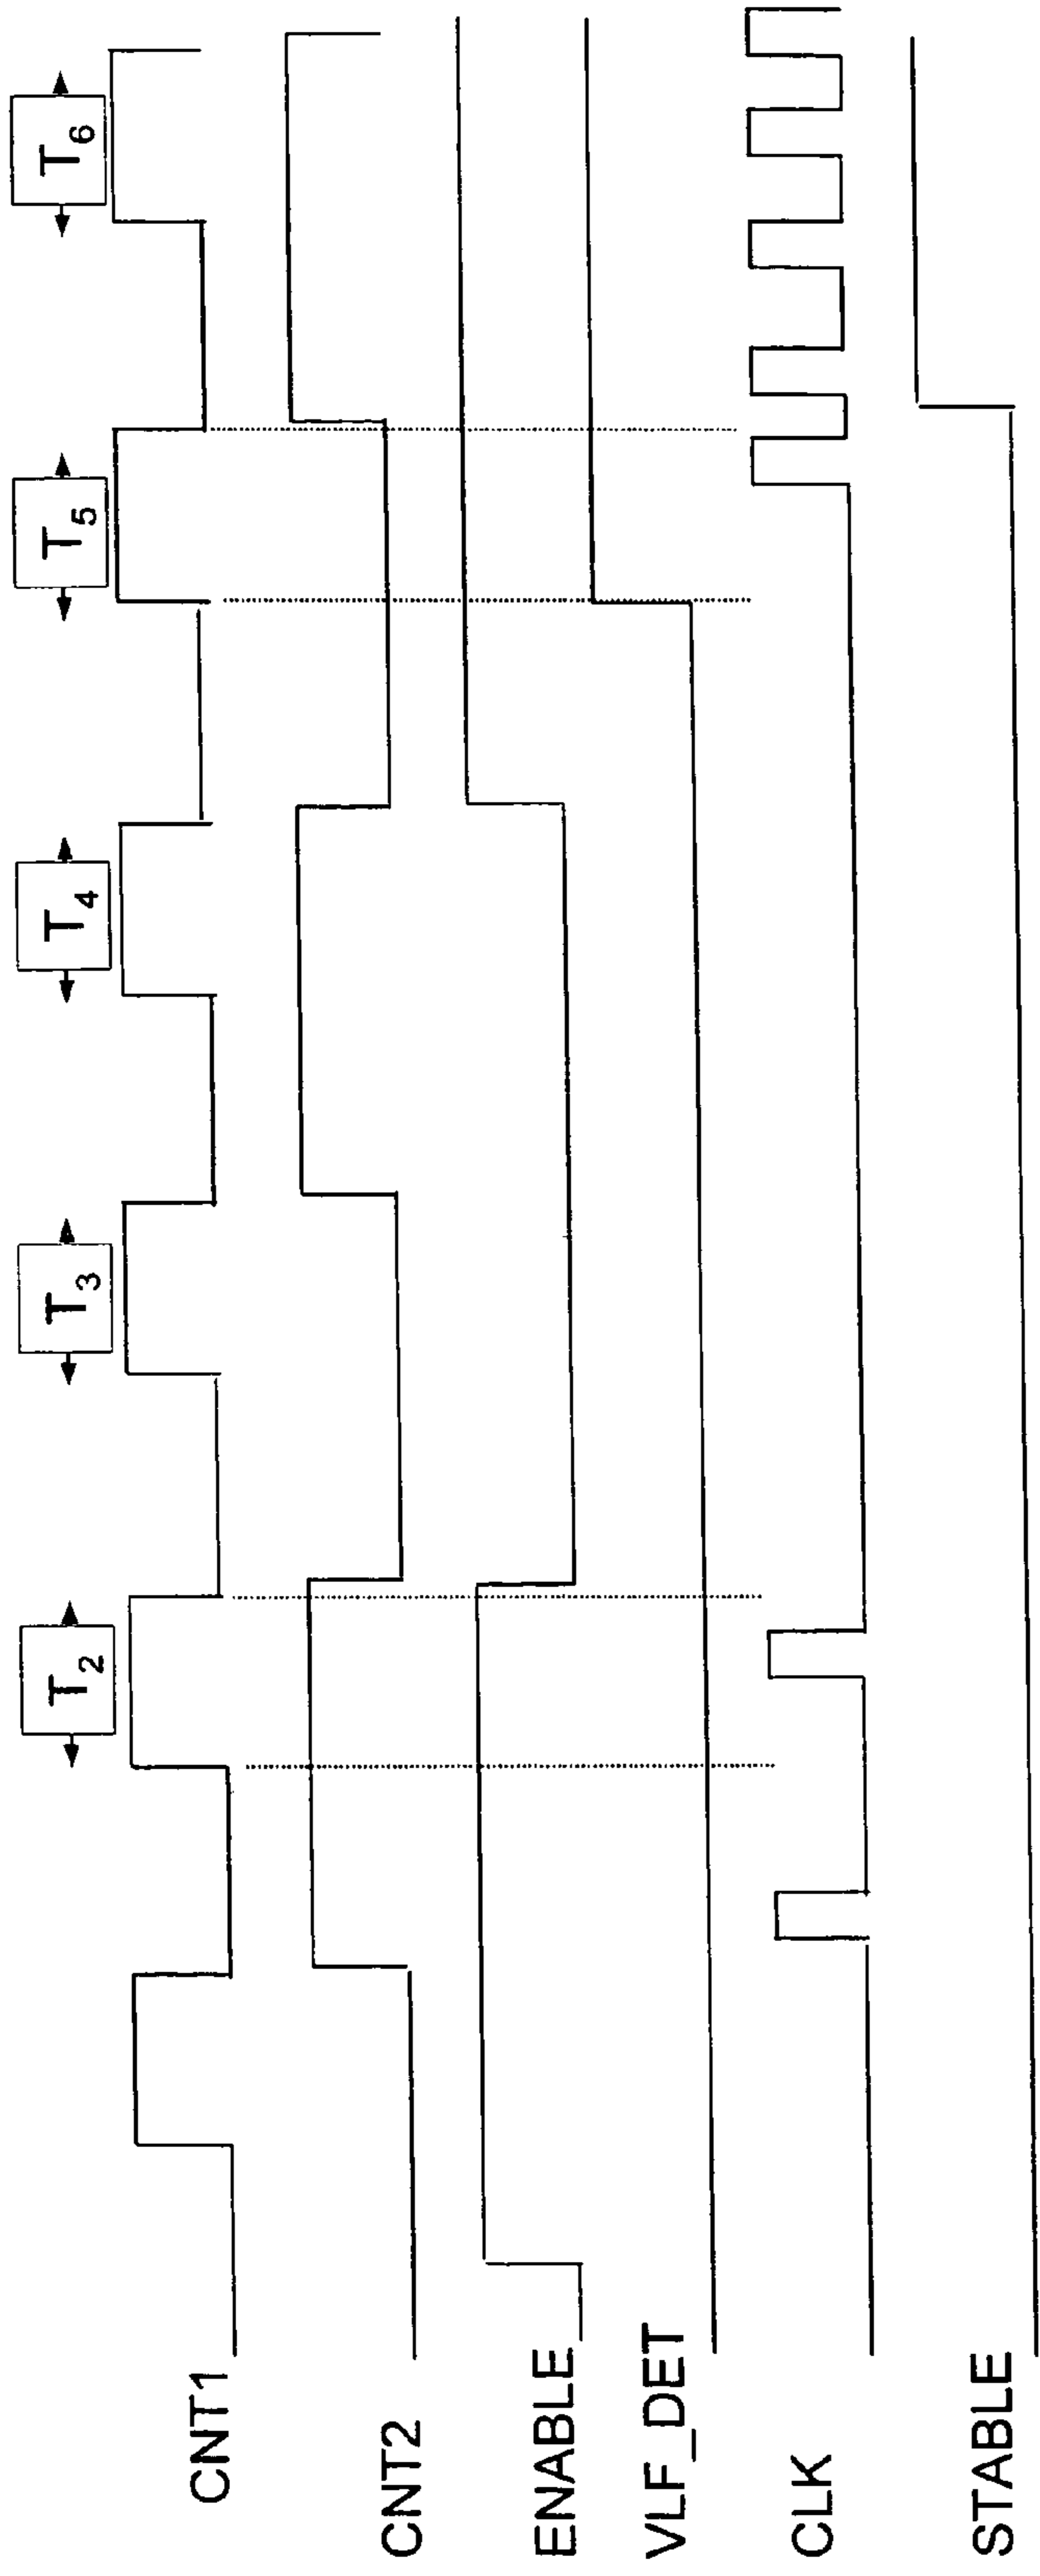 T2
T3
T4
T5
T6
CNT1
CNT2
ENABLE
VLF_DET
CLK
STABLE